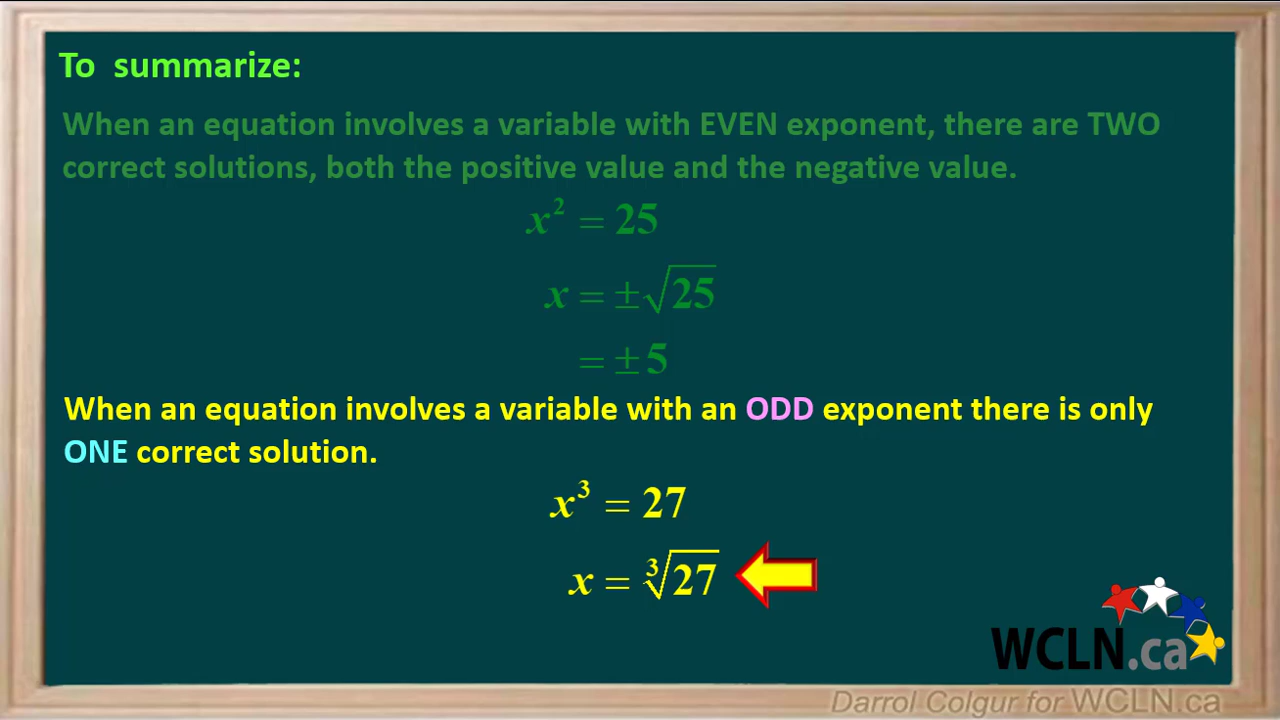 To summarize:
When an equation involves a variable with EVEN exponent, there are TWO
correct solutions, both the positive value and the negative value.
x² = 25
x = ±√25
= ±5
When an equation involves a variable with an ODD exponent there is only
ONE correct solution.
x³ = 27
x = ∛27
WCLN.ca
Darrol Colgur for WCLN.ca